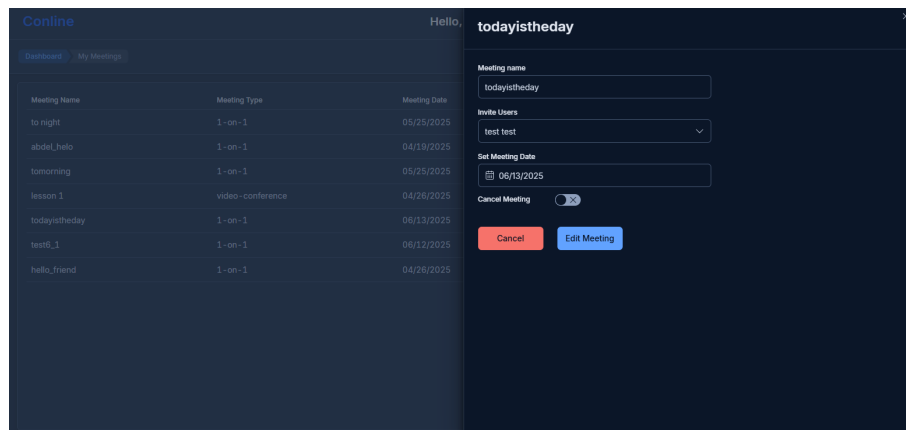 Conline
Hello,
Dashboard My Meetings
Meeting Name Meeting Type Meeting Date
to night 1-on-1 05/25/2025
abdel_helo 1-on-1 04/19/2025
tomorning 1-on-1 05/25/2025
lesson 1 video-conference 04/26/2025
todayistheday 1-on-1 06/13/2025
test6_1 1-on-1 06/12/2025
hello_friend 1-on-1 04/26/2025
todayistheday
Meeting name
todayistheday
Invite Users
test test
Set Meeting Date
06/13/2025
Cancel Meeting
Cancel Edit Meeting